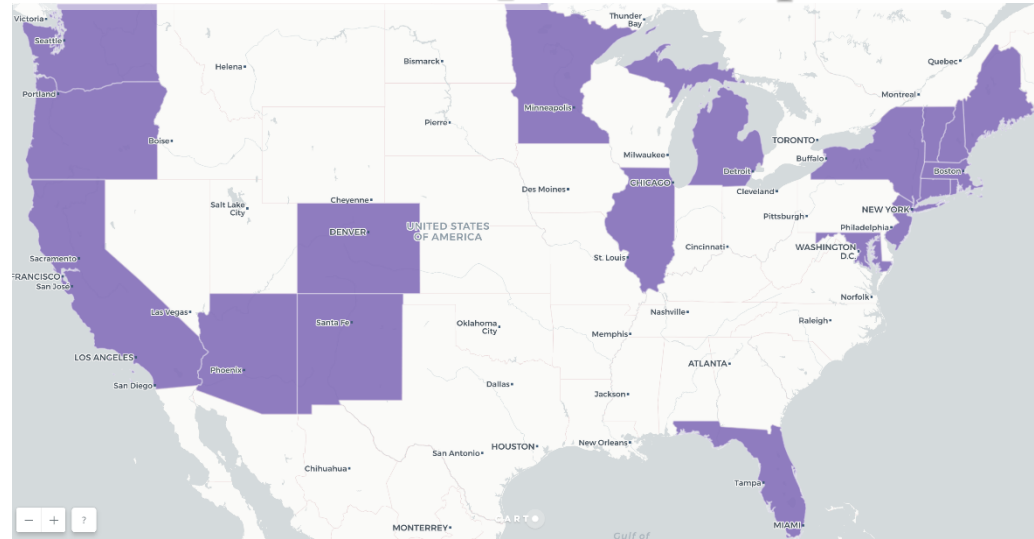 Victoria
Seattle
Thunder
Bay
Helena
Bismarck
Quebec
Portland
Montreal
Minneapolis
Pierre
Boise
TORONTO
Milwaukee
Buffalo
Detroit
Boston
CHICAGO
Des Moines
Cleveland
Salt Lake
City
Cheyenne
NEW YORK
Pittsburgh
DENVER
UNITED STATES
OF AMERICA
Philadelphia
Cincinnati
WASHINGTON
D.C.
Sacramento
St. Louis
FRANCISCO
San Jose
Norfolk
Las Vegas
Nashville
Santa Fe
Raleigh
Oklahoma
City
Memphis
LOS ANGELES
ATLANTA
Phoenix
San Diego
Dallas
Jackson
New Orleans
HOUSTON
San Antonio
Chihuahua
Tampa
− + ?
CARTO
MIAMI
MONTERREY
Gulf of